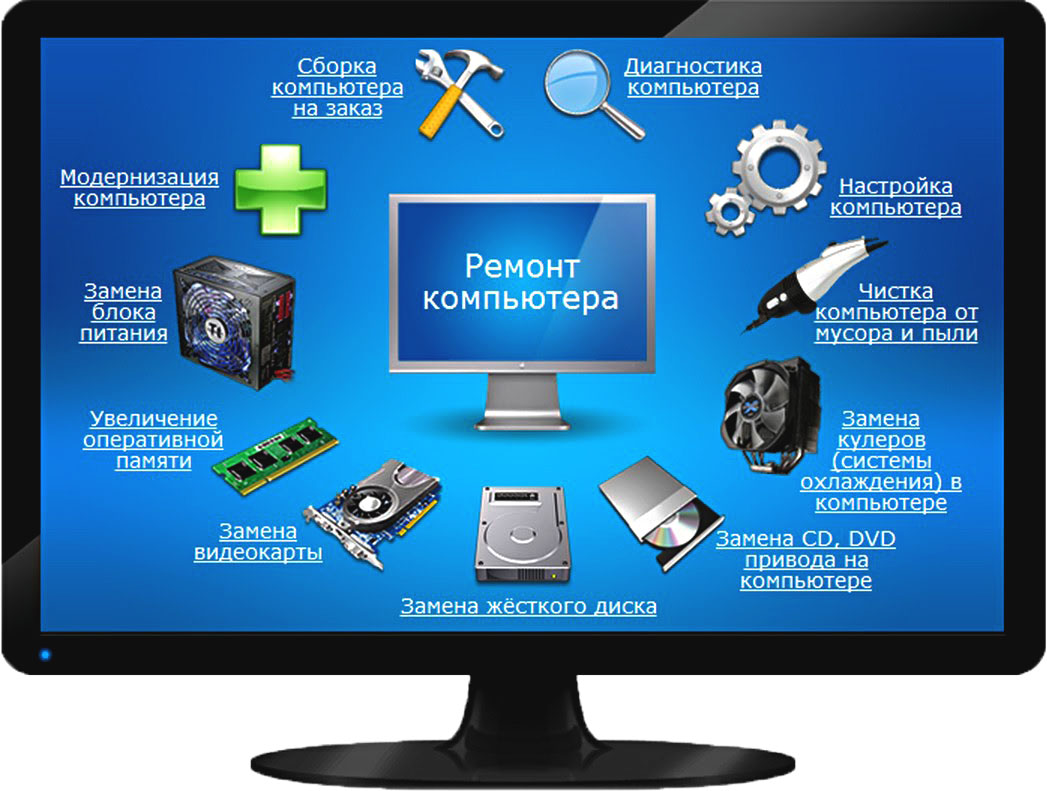 Сборка
компьютера
на заказ
Диагностика
компьютера
Модернизация
компьютера
Настройка
компьютера
Ремонт
компьютера
Замена
блока
питания
Чистка
компьютера от
мусора и пыли
Увеличение
оперативной
памяти
Замена
кулеров
(системы
охлаждения) в
компьютере
Замена
видеокарты
Замена CD, DVD
привода на
компьютере
Замена жёсткого диска